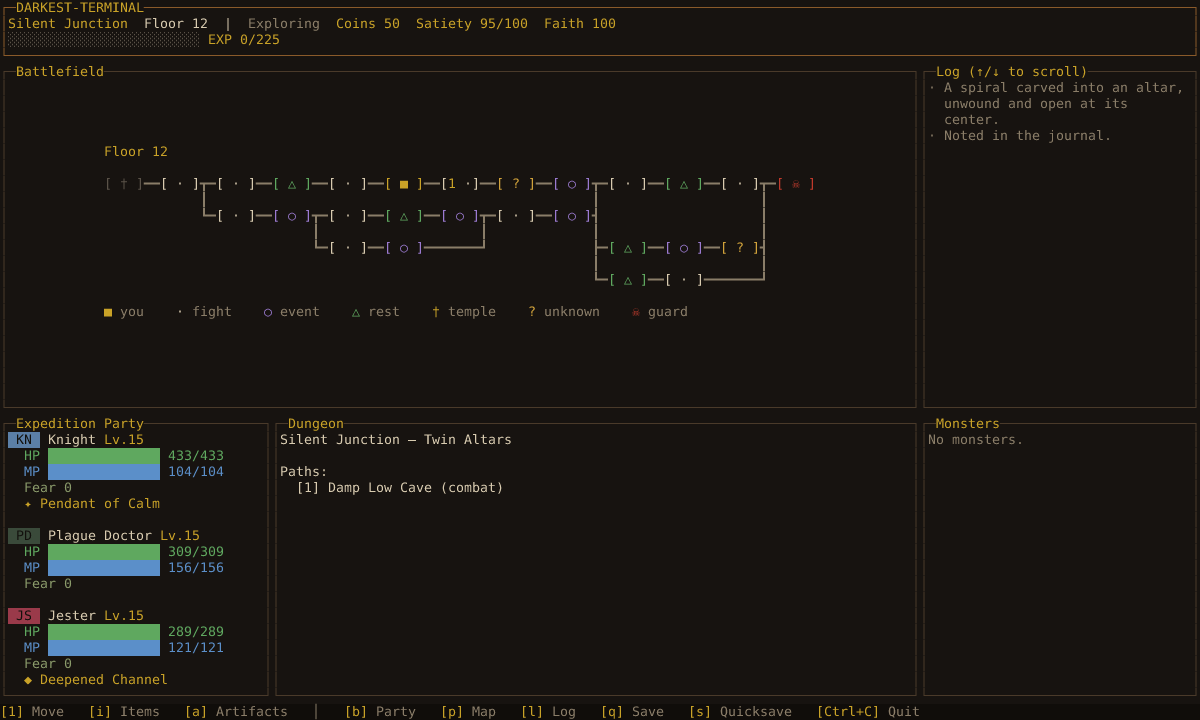 DARKEST-TERMINAL
Silent Junction  Floor 12  |  Exploring  Coins 50  Satiety 95/100  Faith 100
EXP 0/225
Battlefield
Floor 12
[ † ]──[ · ]┬─[ · ]──[ △ ]──[ · ]──[ ■ ]──[1 ·]──[ ? ]──[ ○ ]┬─[ · ]──[ △ ]──[ · ]┬─[ ☠ ]
└─[ · ]──[ ○ ]┬─[ · ]──[ △ ]──[ ○ ]┬─[ · ]──[ ○ ]┤
└─[ · ]──[ ○ ]───────┘ ├─[ △ ]──[ ○ ]──[ ? ]┤
└─[ △ ]──[ · ]───────┘
■ you  · fight  ○ event  △ rest  † temple  ? unknown  ☠ guard
Log (↑/↓ to scroll)
· A spiral carved into an altar,
unwound and open at its
center.
· Noted in the journal.
Expedition Party
KN Knight Lv.15
HP 433/433
MP 104/104
Fear 0
✦ Pendant of Calm
PD Plague Doctor Lv.15
HP 309/309
MP 156/156
Fear 0
JS Jester Lv.15
HP 289/289
MP 121/121
Fear 0
◆ Deepened Channel
Dungeon
Silent Junction — Twin Altars
Paths:
[1] Damp Low Cave (combat)
Monsters
No monsters.
[1] Move  [i] Items  [a] Artifacts  │  [b] Party  [p] Map  [l] Log  [q] Save  [s] Quicksave  [Ctrl+C] Quit